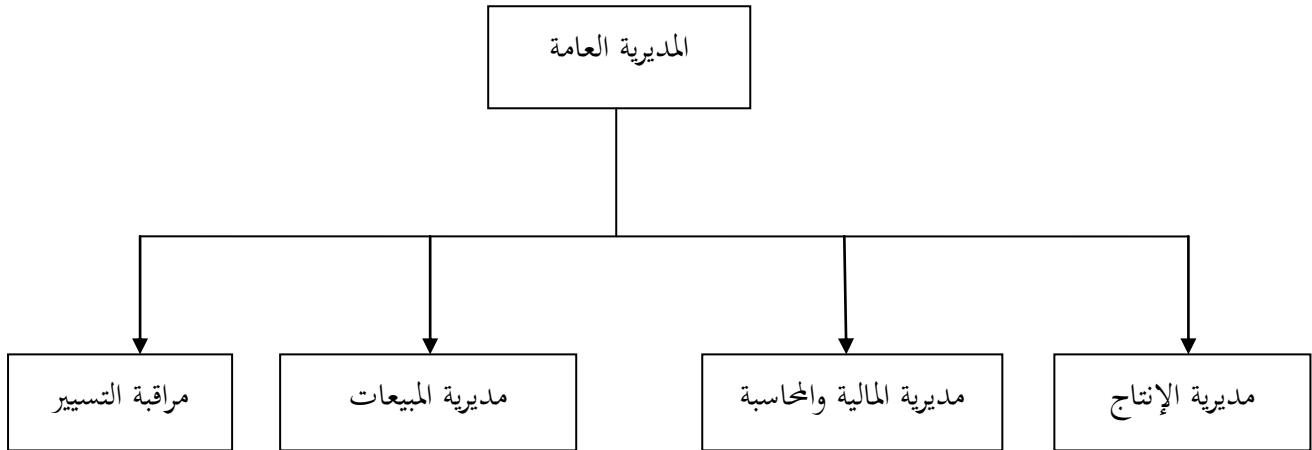 المديرية العامة
مديرية الإنتاج
مديرية المالية والمحاسبة
مديرية المبيعات
مراقبة التسيير